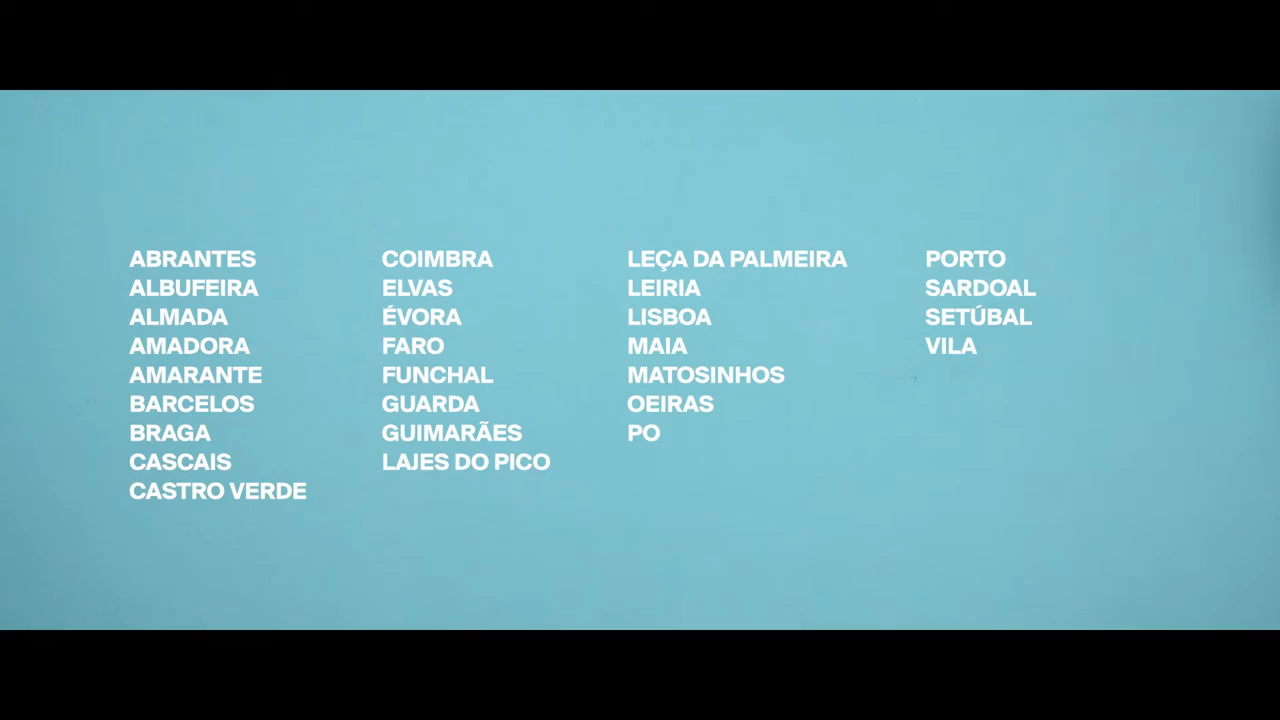 ABRANTES
ALBUFEIRA
ALMADA
AMADORA
AMARANTE
BARCELOS
BRAGA
CASCAIS
CASTRO VERDE
COIMBRA
ELVAS
ÉVORA
FARO
FUNCHAL
GUARDA
GUIMARÃES
LAJES DO PICO
LEÇA DA PALMEIRA
LEIRIA
LISBOA
MAIA
MATOSINHOS
OEIRAS
PO
PORTO
SARDOAL
SETÚBAL
VILA